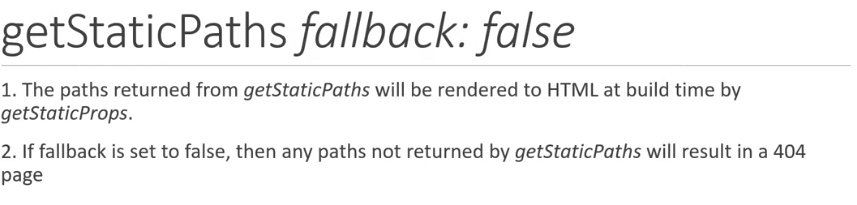 getStaticPaths fallback: false
1. The paths returned from getStaticPaths will be rendered to HTML at build time by
getStaticProps.
2. If fallback is set to false, then any paths not returned by getStaticPaths will result in a 404
page